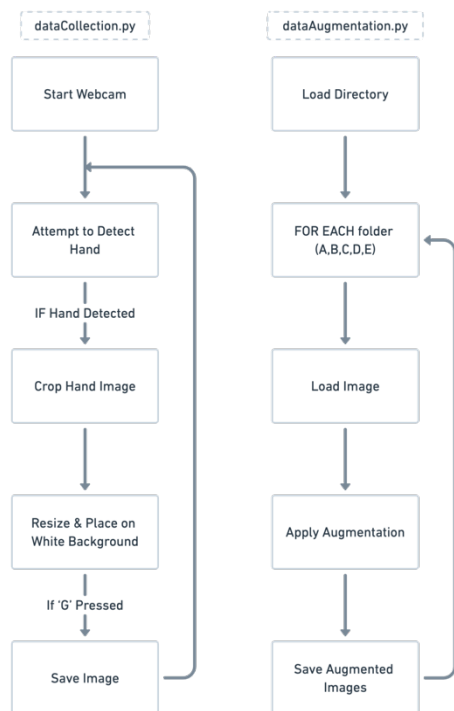 dataCollection.py
Start Webcam
Attempt to Detect
Hand
IF Hand Detected
Crop Hand Image
Resize & Place on
White Background
If ‘G’ Pressed
Save Image
dataAugmentation.py
Load Directory
FOR EACH folder
(A,B,C,D,E)
Load Image
Apply Augmentation
Save Augmented
Images